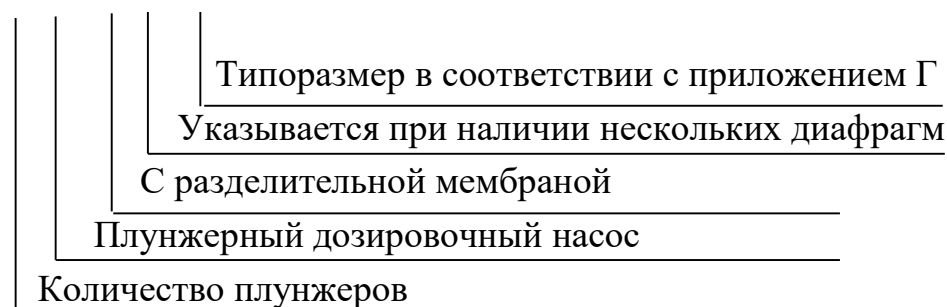 Типоразмер в соответствии с приложением Г
Указывается при наличии нескольких диафрагм
С разделительной мембраной
Плунжерный дозировочный насос
Количество плунжеров